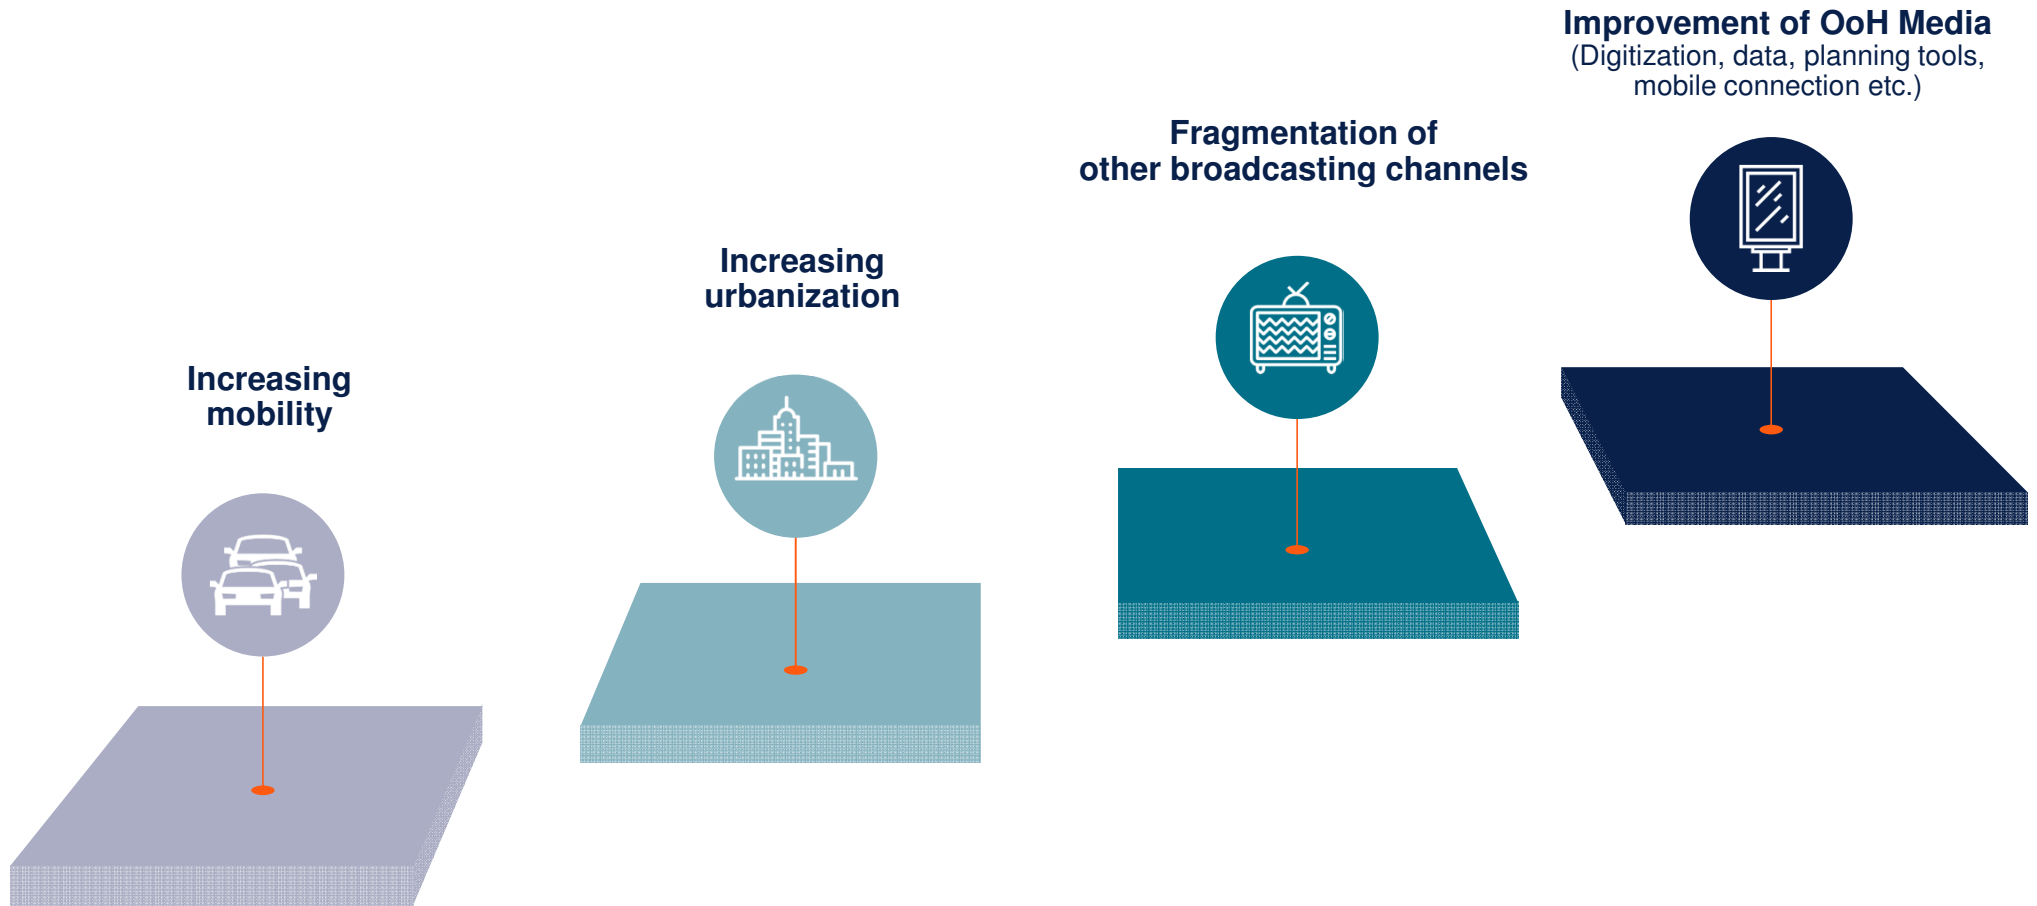 Improvement of OoH Media
(Digitization, data, planning tools,
mobile connection etc.)
Fragmentation of
other broadcasting channels
Increasing
urbanization
Increasing
mobility